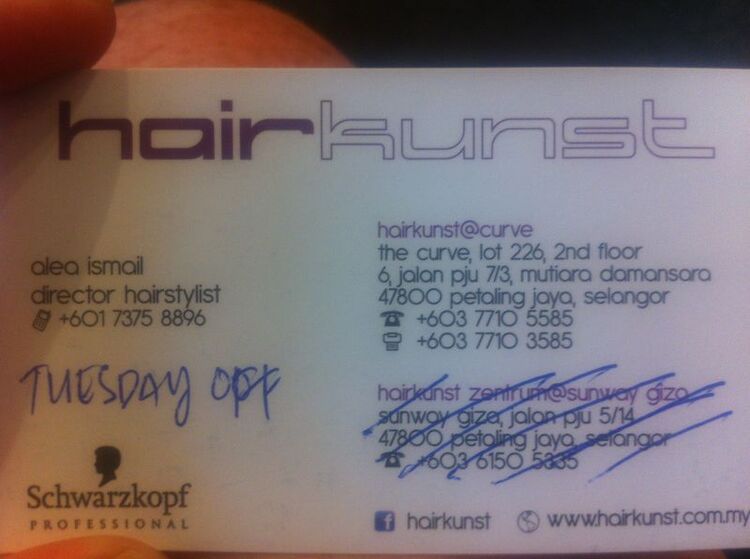 hairkunst
alea ismail
director hairstylist
+601 7375 8896
TUESDAY OFF
Schwarzkopf
PROFESSIONAL
hairkunst@curve
the curve, lot 226, 2nd floor
6, jalan pju 7/3, mutiara damansara
47800 petaling jaya, selangor
+603 7710 5585
+603 7710 3585
hairkunst zentrum@sunway giza
sunway giza, jalan pju 5/14
47800 petaling jaya, selangor
+603 6150 5335
hairkunst www.hairkunst.com.my